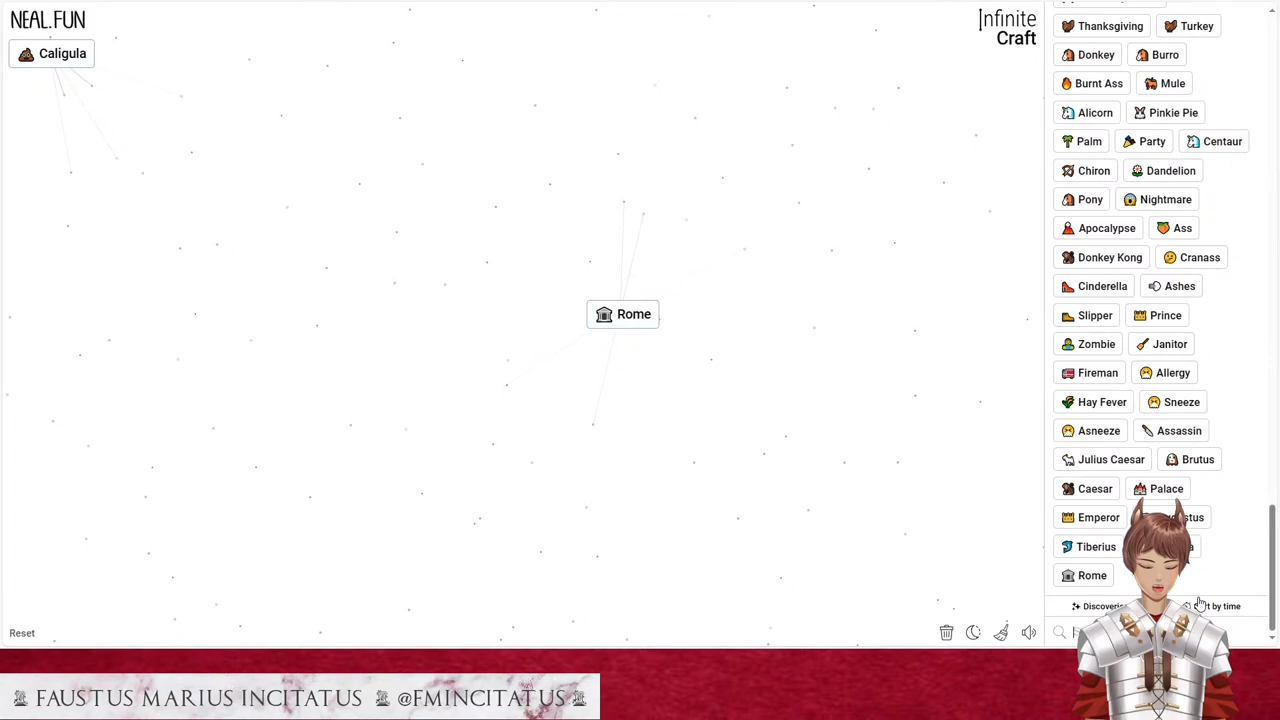 NEAL.FUN
Infinite
Craft
Caligula
Rome
Thanksgiving Turkey
Donkey Burro
Burnt Ass Mule
Alicorn Pinkie Pie
Palm Party Centaur
Chiron Dandelion
Pony Nightmare
Apocalypse Ass
Donkey Kong Cranass
Cinderella Ashes
Slipper Prince
Zombie Janitor
Fireman Allergy
Hay Fever Sneeze
Asneeze Assassin
Julius Caesar Brutus
Caesar Palace
Emperor
Tiberius
Rome
Reset
FAUSTUS MARIUS INCITATUS @FMINCITATUS